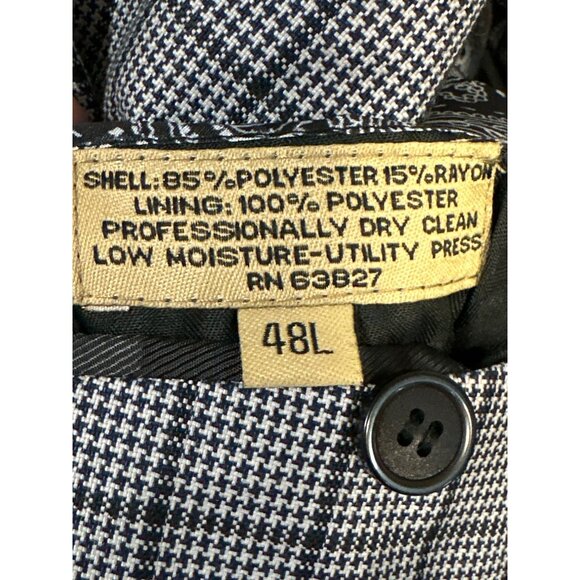 SHELL: 85% POLYESTER 15% RAYON
LINING: 100% POLYESTER
PROFESSIONALLY DRY CLEAN
LOW MOISTURE-UTILITY PRESS
RN 63827
48L